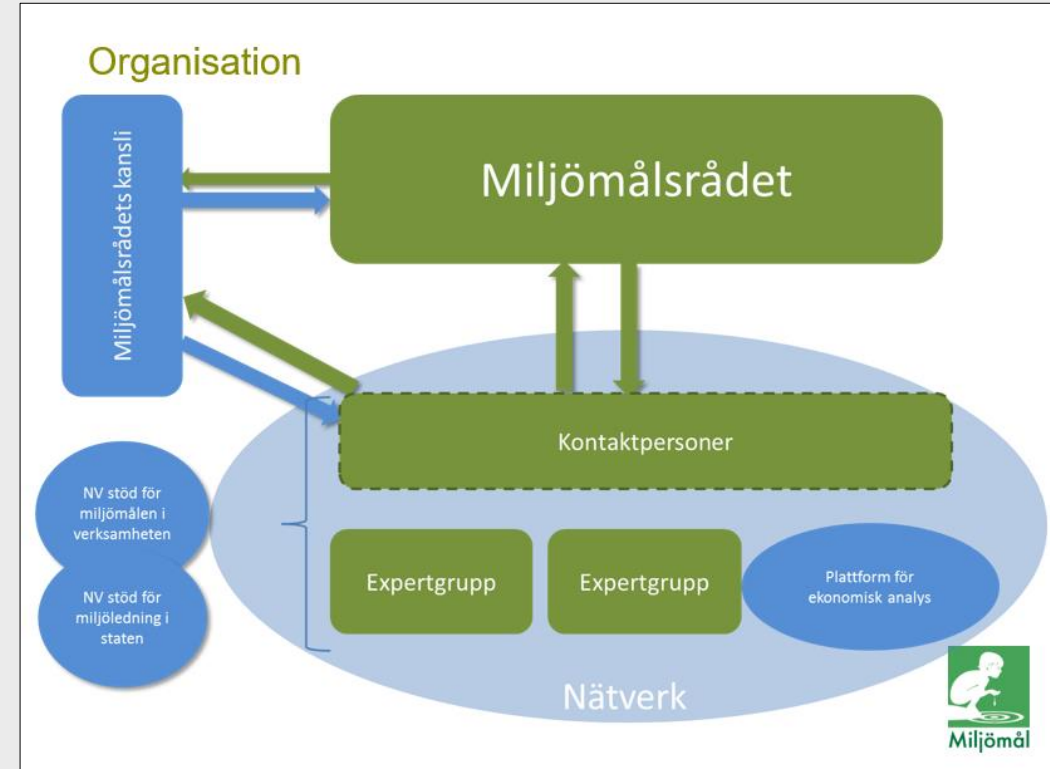 Organisation
Miljömålsrådets kansli
Miljömålsrådet
Kontaktpersoner
NV stöd för
miljömålen i
verksamheten
NV stöd för
miljöledning i
staten
Expertgrupp
Expertgrupp
Plattform för
ekonomisk analys
Nätverk
Miljömål